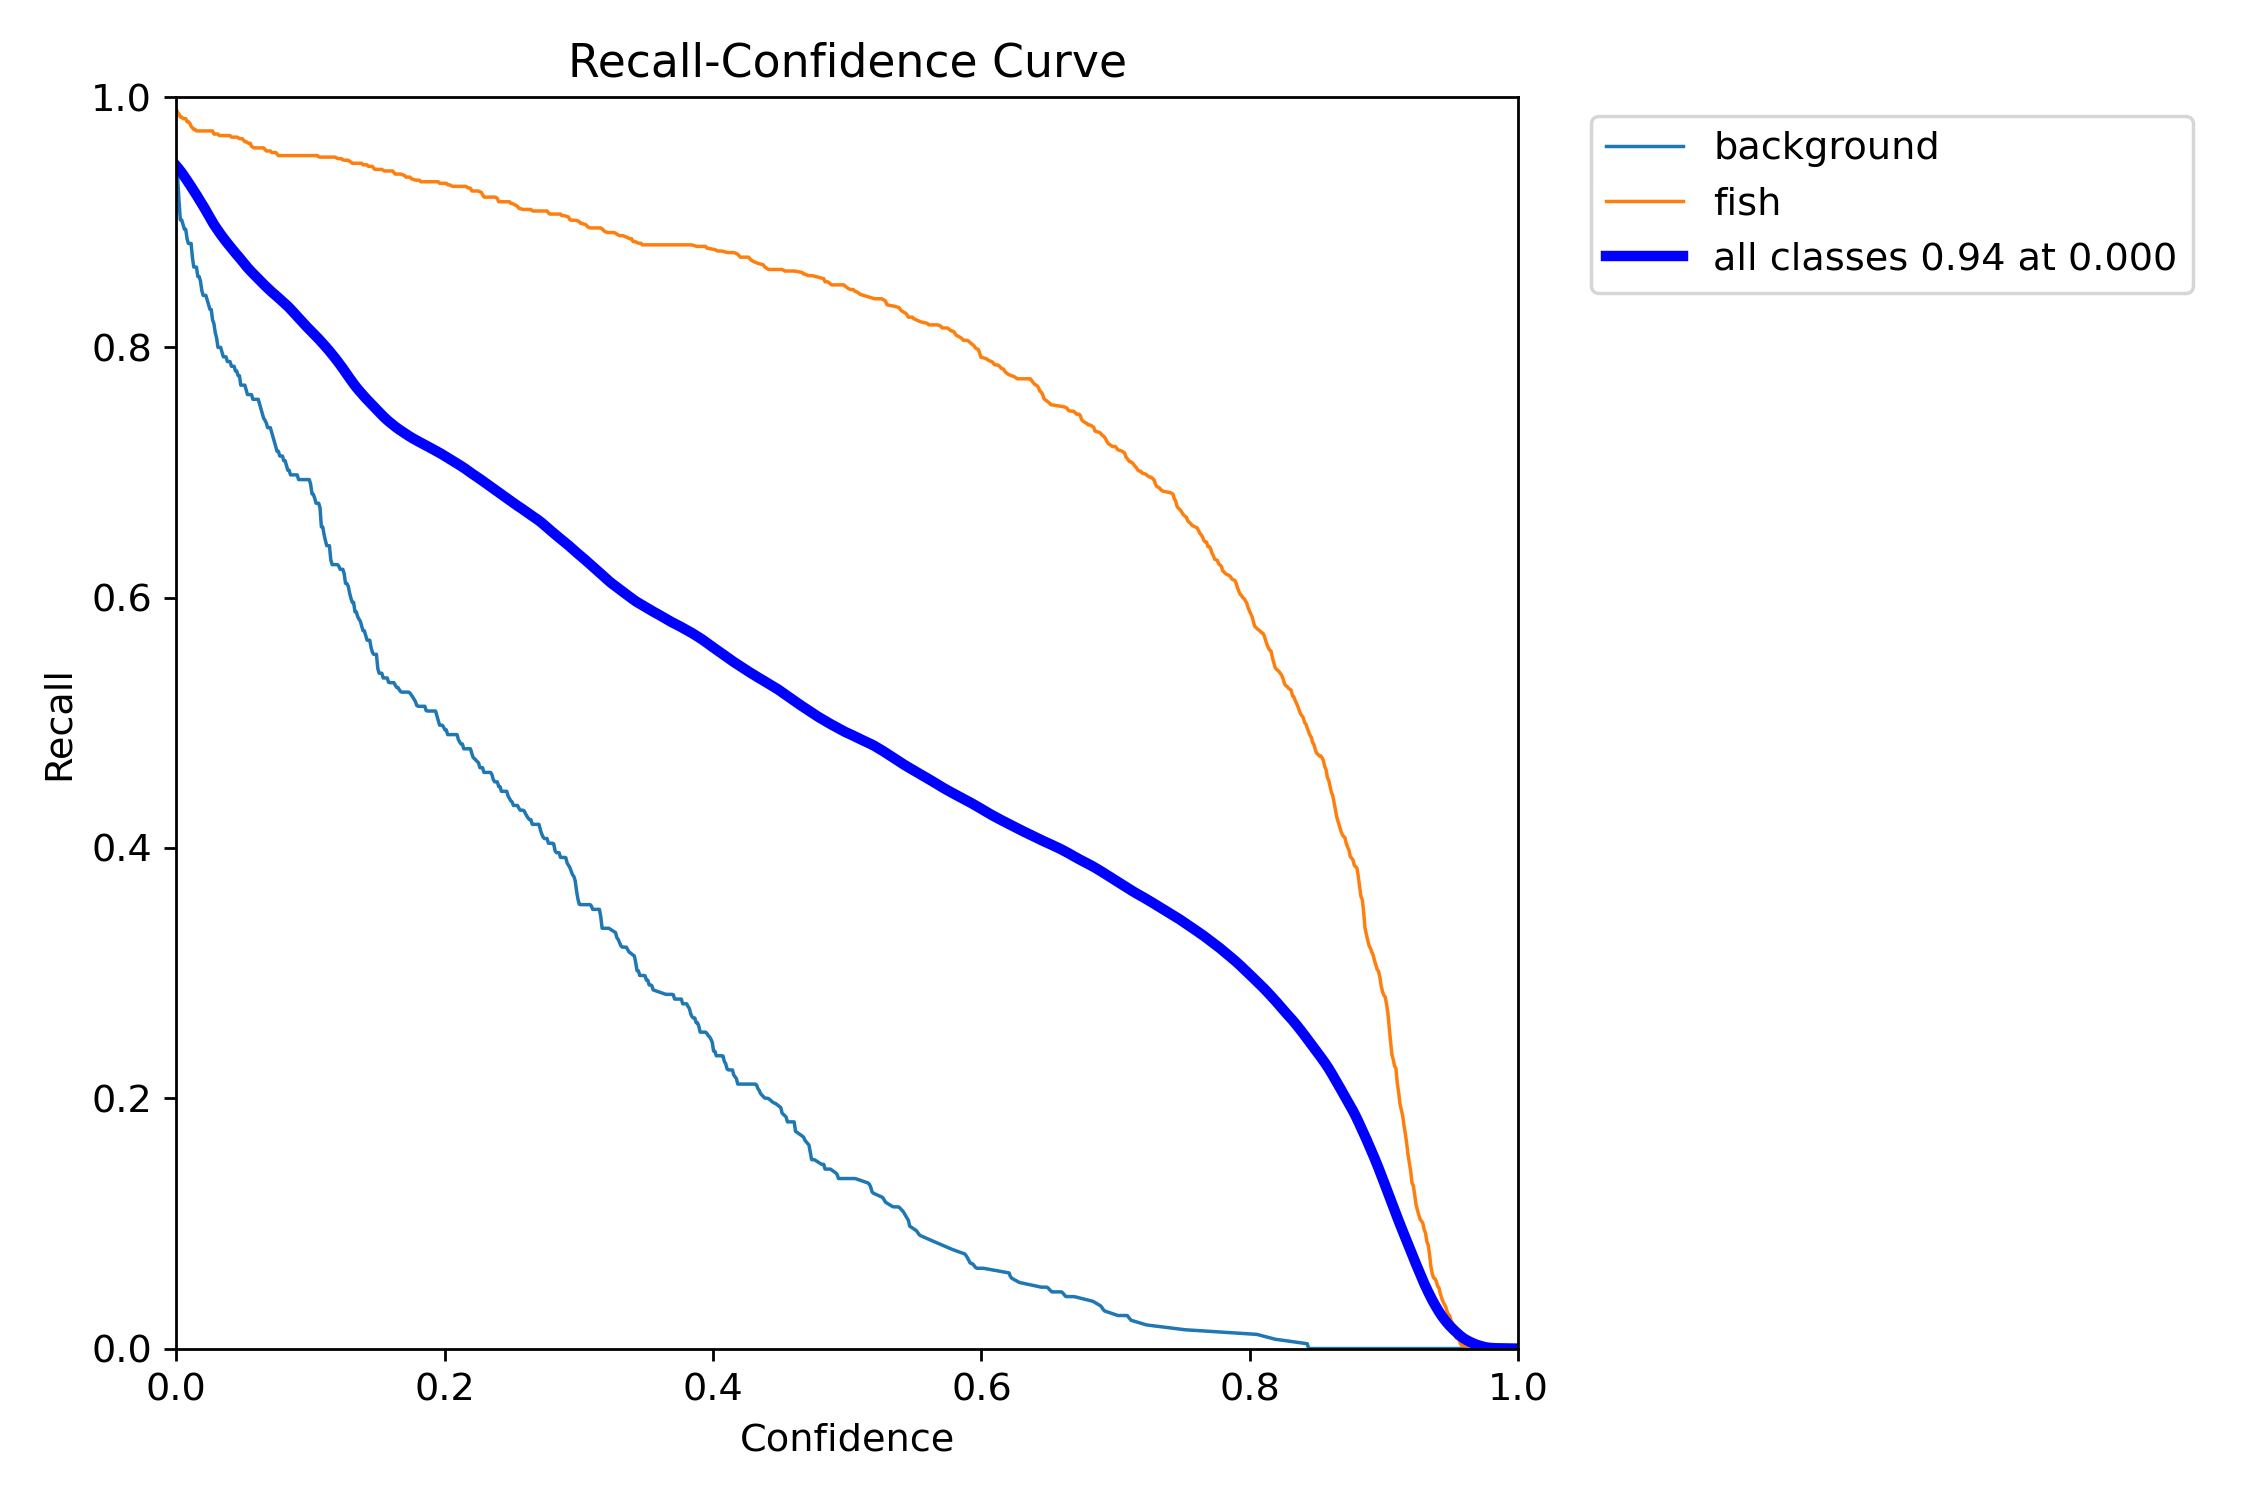 Recall-Confidence Curve
1.0
0.8
0.6
0.4
0.2
0.0
Recall
0.0 0.2 0.4 0.6 0.8 1.0
Confidence
background
fish
all classes 0.94 at 0.000